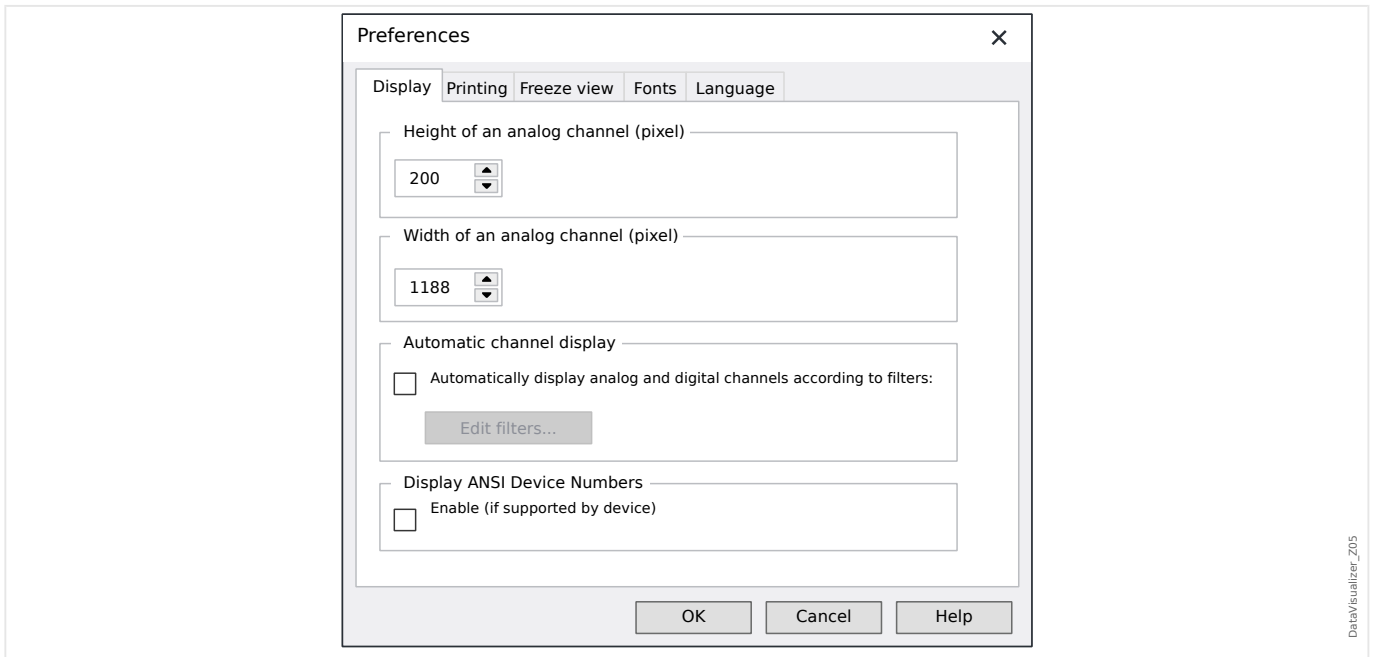 Preferences
Display
Printing
Freeze view
Fonts
Language
Height of an analog channel (pixel)
200
Width of an analog channel (pixel)
1188
Automatic channel display
Automatically display analog and digital channels according to filters:
Edit filters...
Display ANSI Device Numbers
Enable (if supported by device)
OK
Cancel
Help
DataVisualizer_Z05